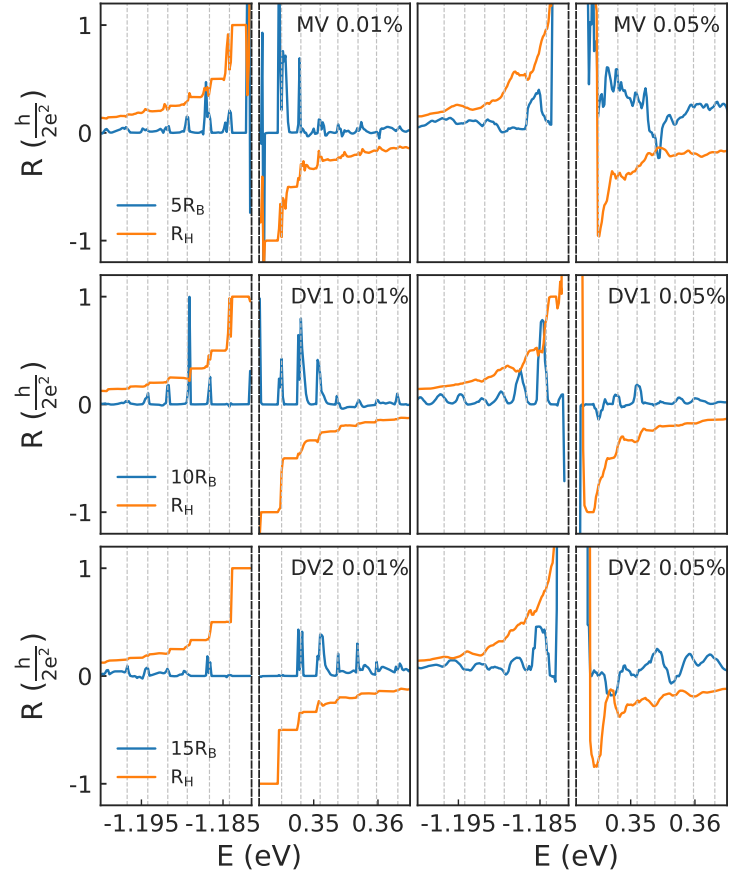 MV 0.01%
MV 0.05%
1
0
-1
R (h/2e²)
5R_B
R_H
DV1 0.01%
DV1 0.05%
1
0
-1
R (h/2e²)
10R_B
R_H
DV2 0.01%
DV2 0.05%
1
0
-1
R (h/2e²)
15R_B
R_H
-1.195 -1.185 0.35 0.36 -1.195 -1.185 0.35 0.36
E (eV) E (eV)